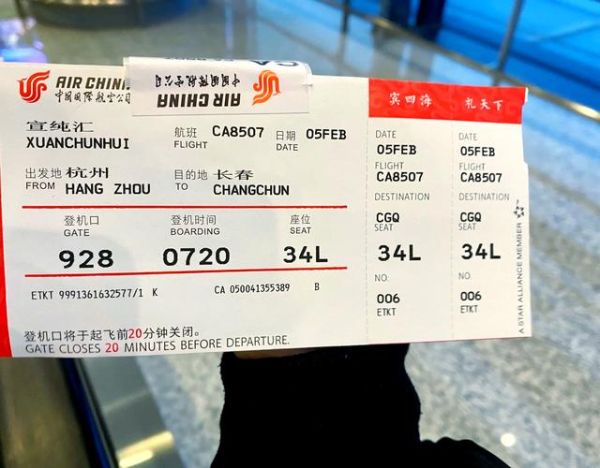 AIR CHINA
中国国际航空公司
AIR CHINA
中国国际航空公司
CA
宣纯汇
XUANCHUNHUI
航班 CA8507 日期 05FEB
FLIGHT DATE
出发地 杭州 目的地 长春
FROM HANG ZHOU TO CHANGCHUN
登机口 登机时间 座位
GATE BOARDING SEAT
928 0720 34L
ETKT 9991361632577/1 K CA 050041355389 B
登机口将于起飞前20分钟关闭。
GATE CLOSES 20 MINUTES BEFORE DEPARTURE.
宾四海
DATE
05FEB
FLIGHT
CA8507
DESTINATION
CGQ
SEAT
34L
NO:
006
ETKT
礼天下
DATE
05FEB
FLIGHT
CA8507
DESTINATION
CGQ
SEAT
34L
NO:
006
ETKT
A STAR ALLIANCE MEMBER